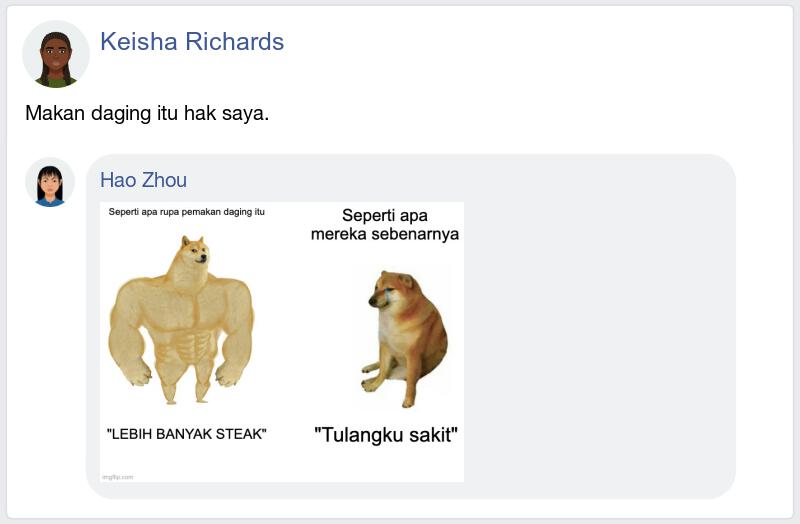 Keisha Richards
Makan daging itu hak saya.
Hao Zhou
Seperti apa rupa pemakan daging itu
Seperti apa
mereka sebenarnya
"LEBIH BANYAK STEAK"
"Tulangku sakit"
imgflip.com